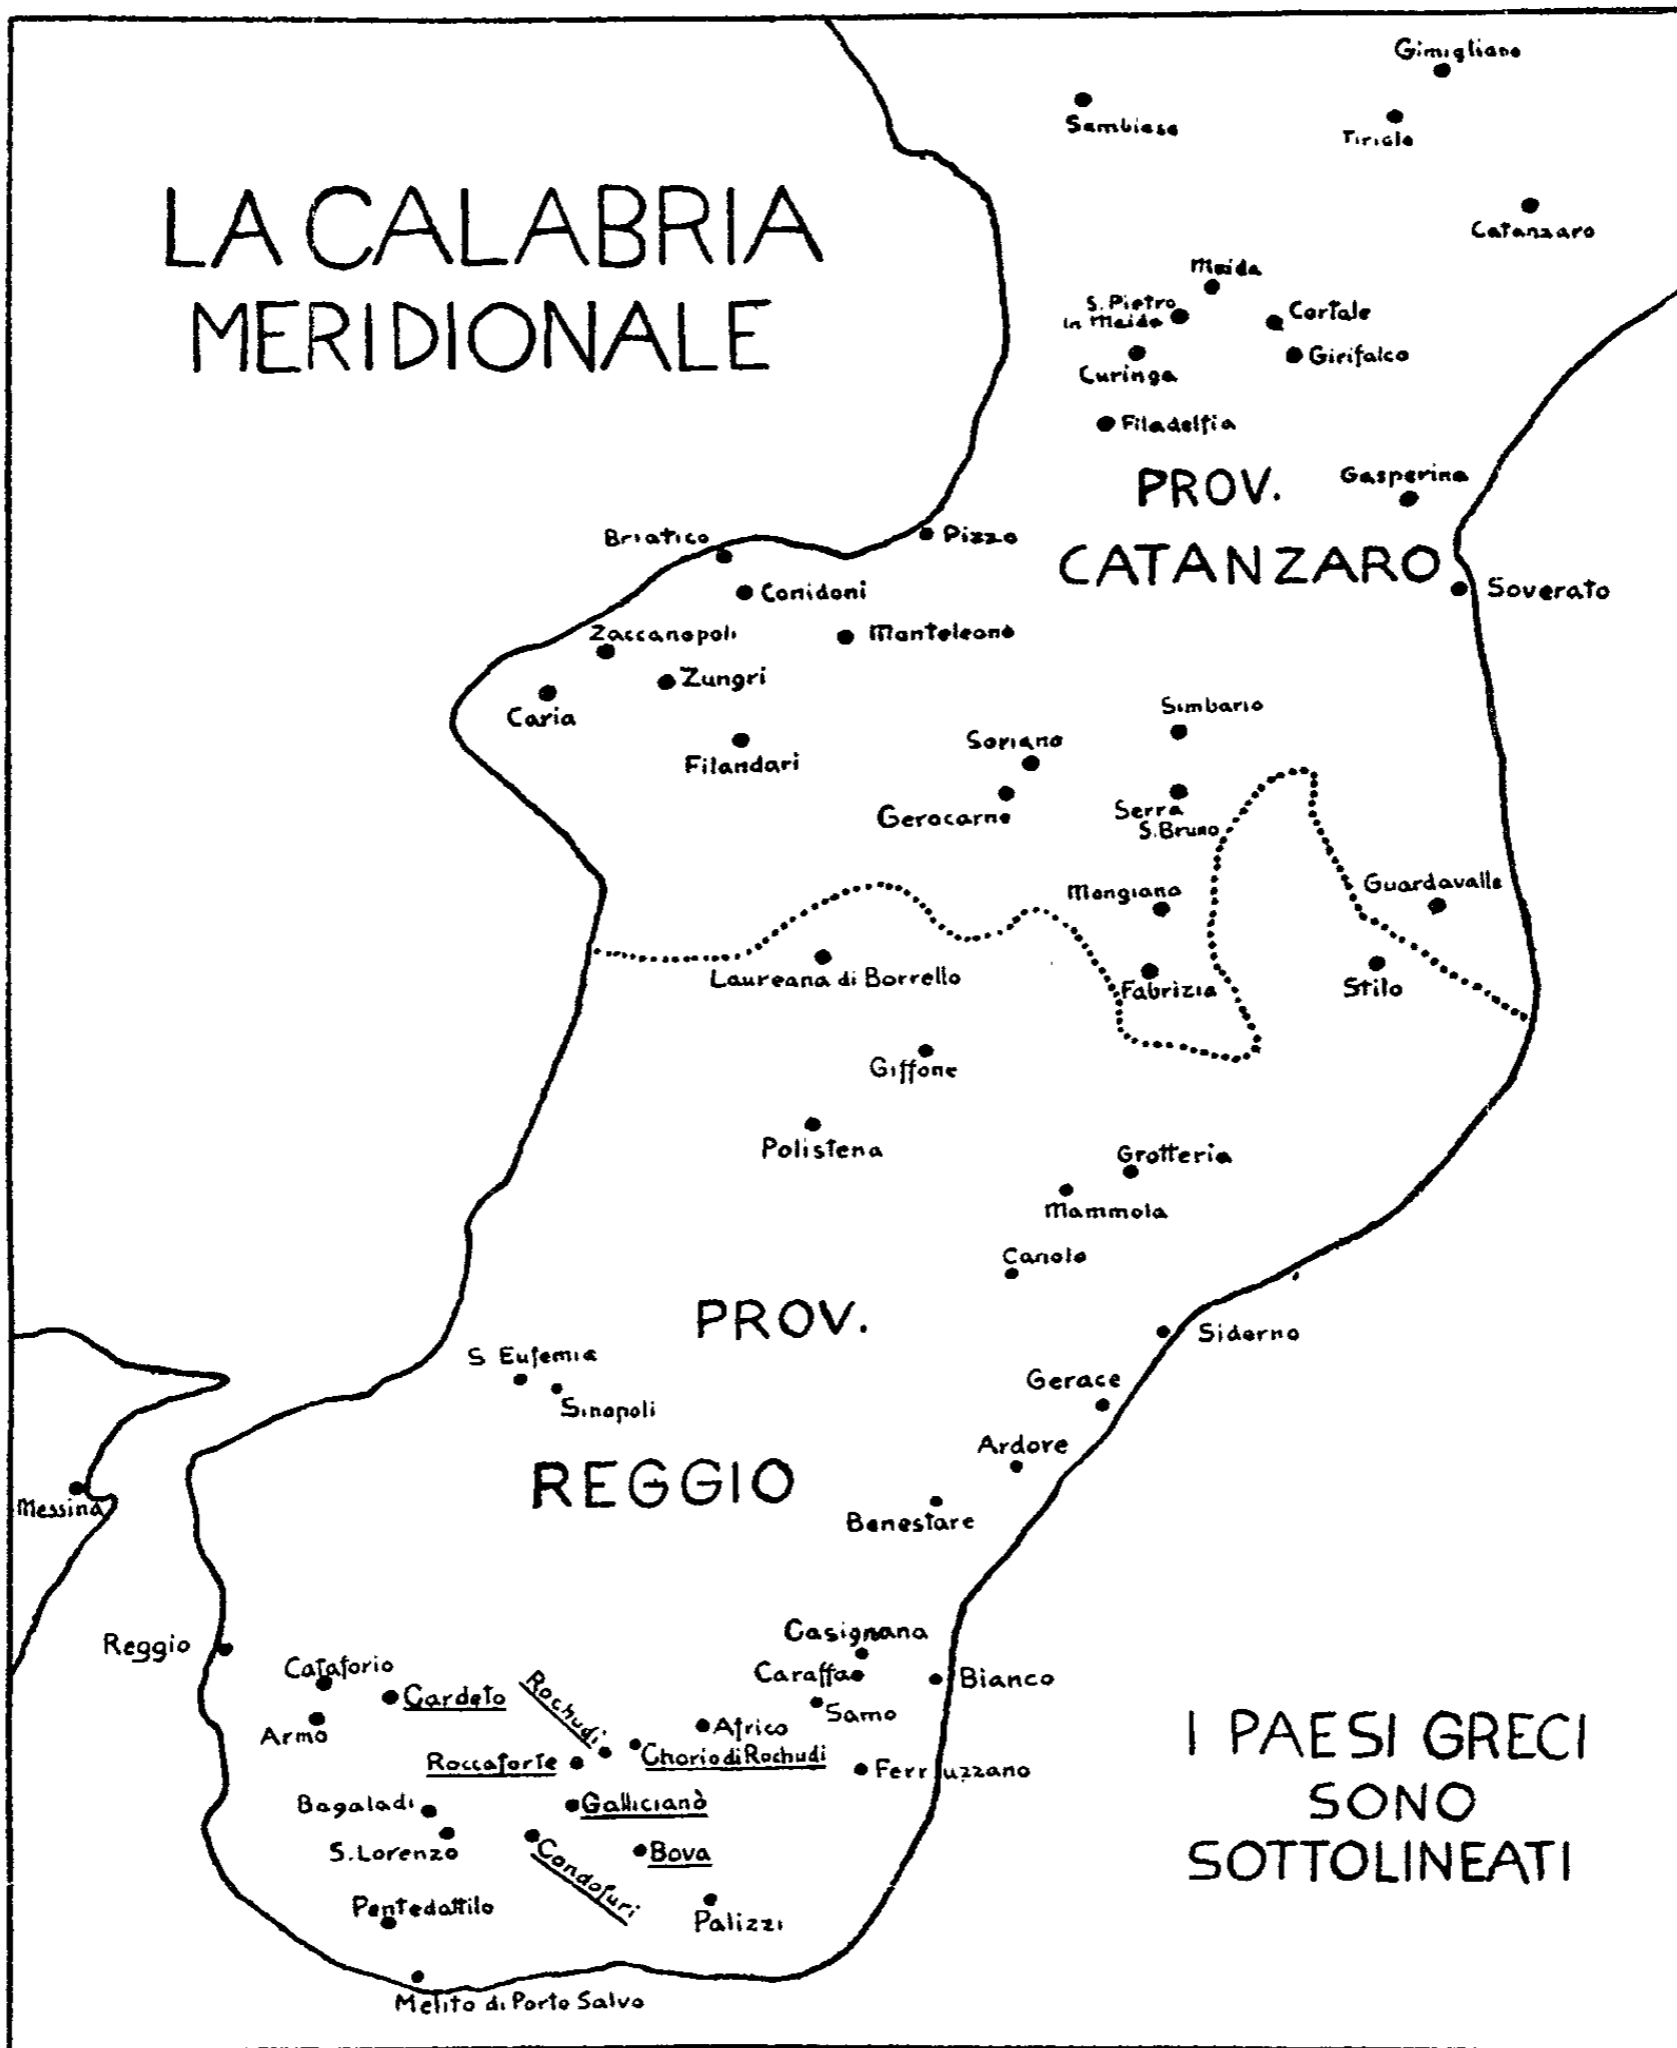 Gimigliano
Sambiase
Tiriolo
LA CALABRIA
MERIDIONALE
Catanzaro
Maida
S. Pietro
in Maida
Cortale
Girifalco
Curinga
Filadelfia
PROV.
Gasperina
CATANZARO
Briatico
Pizzo
Conidoni
Soverato
Zaccanopoli
Monteleone
Zungri
Caria
Simbario
Filandari
Soriano
Gerocarne
Serra
S. Bruno
Mongiana
Guardavalle
Laureana di Borrello
Fabrizia
Stilo
Giffone
Polistena
Grotteria
Mammola
Canolo
PROV.
Siderno
S Eufemia
Sinopoli
Gerace
Ardore
REGGIO
Messina
Benestare
Reggio
Casignana
Cataforio
Caraffa
Bianco
Cardeto
Rochudi
Samo
Armo
Africo
Chorio di Rochudi
Roccaforte
Ferruzzano
I PAESI GRECI
SONO
SOTTOLINEATI
Bagaladi
Gallicianò
S. Lorenzo
Condofuri
Bova
Pentedattilo
Palizzi
Melito di Porto Salvo